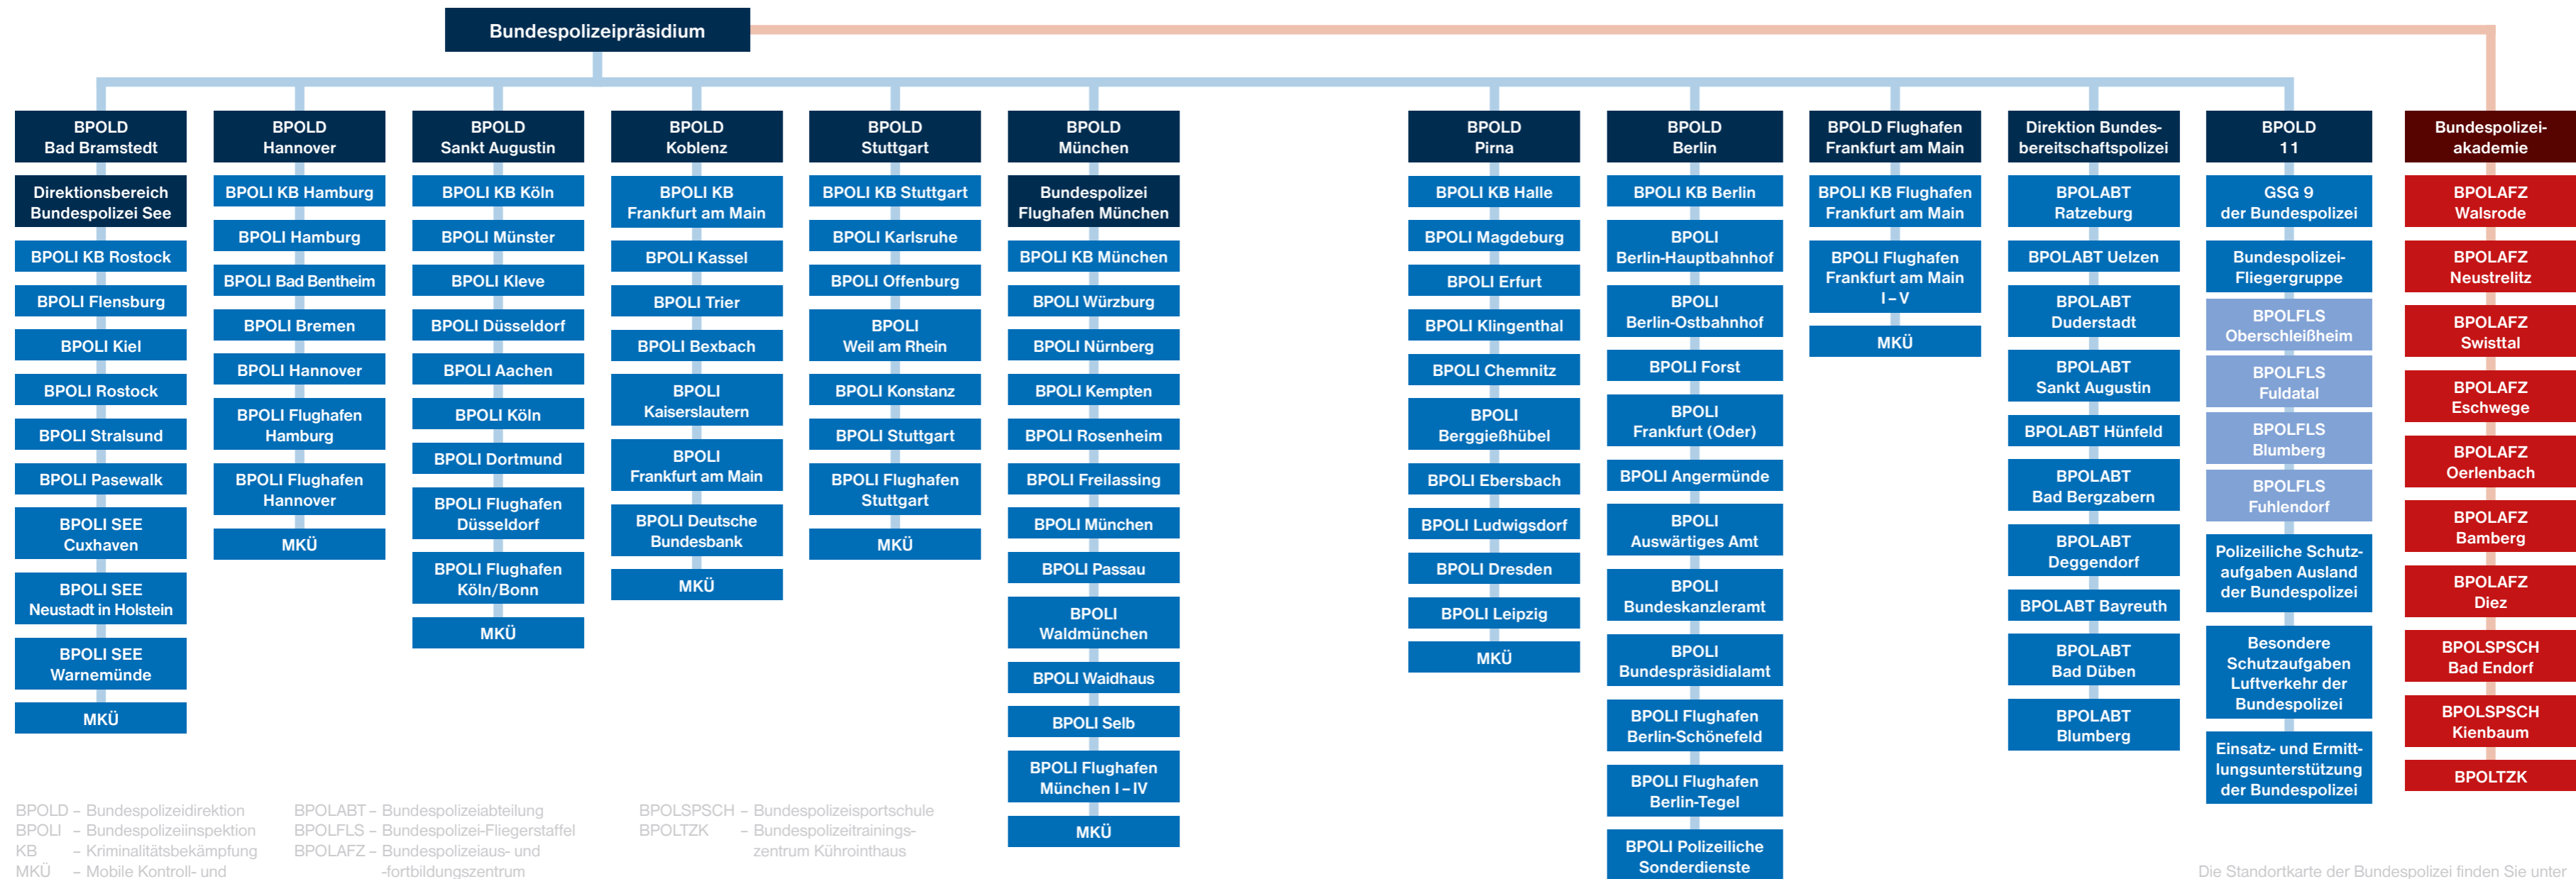 Bundespolizeipräsidium
BPOLD
Bad Bramstedt
Direktionsbereich
Bundespolizei See
BPOLI KB Rostock
BPOLI Flensburg
BPOLI Kiel
BPOLI Rostock
BPOLI Stralsund
BPOLI Pasewalk
BPOLI SEE
Cuxhaven
BPOLI SEE
Neustadt in Holstein
BPOLI SEE
Warnemünde
MKÜ
BPOLD
Hannover
BPOLI KB Hamburg
BPOLI Hamburg
BPOLI Bad Bentheim
BPOLI Bremen
BPOLI Hannover
BPOLI Flughafen
Hamburg
BPOLI Flughafen
Hannover
MKÜ
BPOLD
Sankt Augustin
BPOLI KB Köln
BPOLI Münster
BPOLI Kleve
BPOLI Düsseldorf
BPOLI Aachen
BPOLI Köln
BPOLI Dortmund
BPOLI Flughafen
Düsseldorf
BPOLI Flughafen
Köln/Bonn
MKÜ
BPOLD
Koblenz
BPOLI KB
Frankfurt am Main
BPOLI Kassel
BPOLI Trier
BPOLI Bexbach
BPOLI
Kaiserslautern
BPOLI
Frankfurt am Main
BPOLI Deutsche
Bundesbank
MKÜ
BPOLD
Stuttgart
BPOLI KB Stuttgart
BPOLI Karlsruhe
BPOLI Offenburg
BPOLI
Weil am Rhein
BPOLI Konstanz
BPOLI Stuttgart
BPOLI Flughafen
Stuttgart
MKÜ
BPOLD
München
Bundespolizei
Flughafen München
BPOLI KB München
BPOLI Würzburg
BPOLI Nürnberg
BPOLI Kempten
BPOLI Rosenheim
BPOLI Freilassing
BPOLI München
BPOLI Passau
BPOLI
Waldmünchen
BPOLI Waidhaus
BPOLI Selb
BPOLI Flughafen
München I – IV
MKÜ
BPOLD
Pirna
BPOLI KB Halle
BPOLI Magdeburg
BPOLI Erfurt
BPOLI Klingenthal
BPOLI Chemnitz
BPOLI
Berggießhübel
BPOLI Ebersbach
BPOLI Ludwigsdorf
BPOLI Dresden
BPOLI Leipzig
MKÜ
BPOLD
Berlin
BPOLI KB Berlin
BPOLI
Berlin-Hauptbahnhof
BPOLI
Berlin-Ostbahnhof
BPOLI Forst
BPOLI
Frankfurt (Oder)
BPOLI Angermünde
BPOLI
Auswärtiges Amt
BPOLI
Bundeskanzleramt
BPOLI
Bundespräsidialamt
BPOLI Flughafen
Berlin-Schönefeld
BPOLI Flughafen
Berlin-Tegel
BPOLI Polizeiliche
Sonderdienste
BPOLD Flughafen
Frankfurt am Main
BPOLI KB Flughafen
Frankfurt am Main
BPOLI Flughafen
Frankfurt am Main
I – V
MKÜ
Direktion Bundes-
bereitschaftspolizei
BPOLABT
Ratzeburg
BPOLABT Uelzen
BPOLABT
Duderstadt
BPOLABT
Sankt Augustin
BPOLABT Hünfeld
BPOLABT
Bad Bergzabern
BPOLABT
Deggendorf
BPOLABT Bayreuth
BPOLABT
Bad Düben
BPOLABT
Blumberg
BPOLD
11
GSG 9
der Bundespolizei
Bundespolizei-
Fliegergruppe
BPOLFLS
Oberschleißheim
BPOLFLS
Fuldatal
BPOLFLS
Blumberg
BPOLFLS
Fuhlendorf
Polizeiliche Schutz-
aufgaben Ausland
der Bundespolizei
Besondere
Schutzaufgaben
Luftverkehr der
Bundespolizei
Einsatz- und Ermitt-
lungsunterstützung
der Bundespolizei
Bundespolizei-
akademie
BPOLAFZ
Walsrode
BPOLAFZ
Neustrelitz
BPOLAFZ
Swisttal
BPOLAFZ
Eschwege
BPOLAFZ
Oerlenbach
BPOLAFZ
Bamberg
BPOLAFZ
Diez
BPOLSPSCH
Bad Endorf
BPOLSPSCH
Kienbaum
BPOLTZK
BPOLD – Bundespolizeidirektion
BPOLI – Bundespolizeiinspektion
KB – Kriminalitätsbekämpfung
MKÜ – Mobile Kontroll- und
BPOLABT – Bundespolizeiabteilung
BPOLFLS – Bundespolizei-Fliegerstaffel
BPOLAFZ – Bundespolizeiaus- und
-fortbildungszentrum
BPOLSPSCH – Bundespolizeisportschule
BPOLTZK – Bundespolizeitrainings-
zentrum Kührointhaus
Die Standortkarte der Bundespolizei finden Sie unter